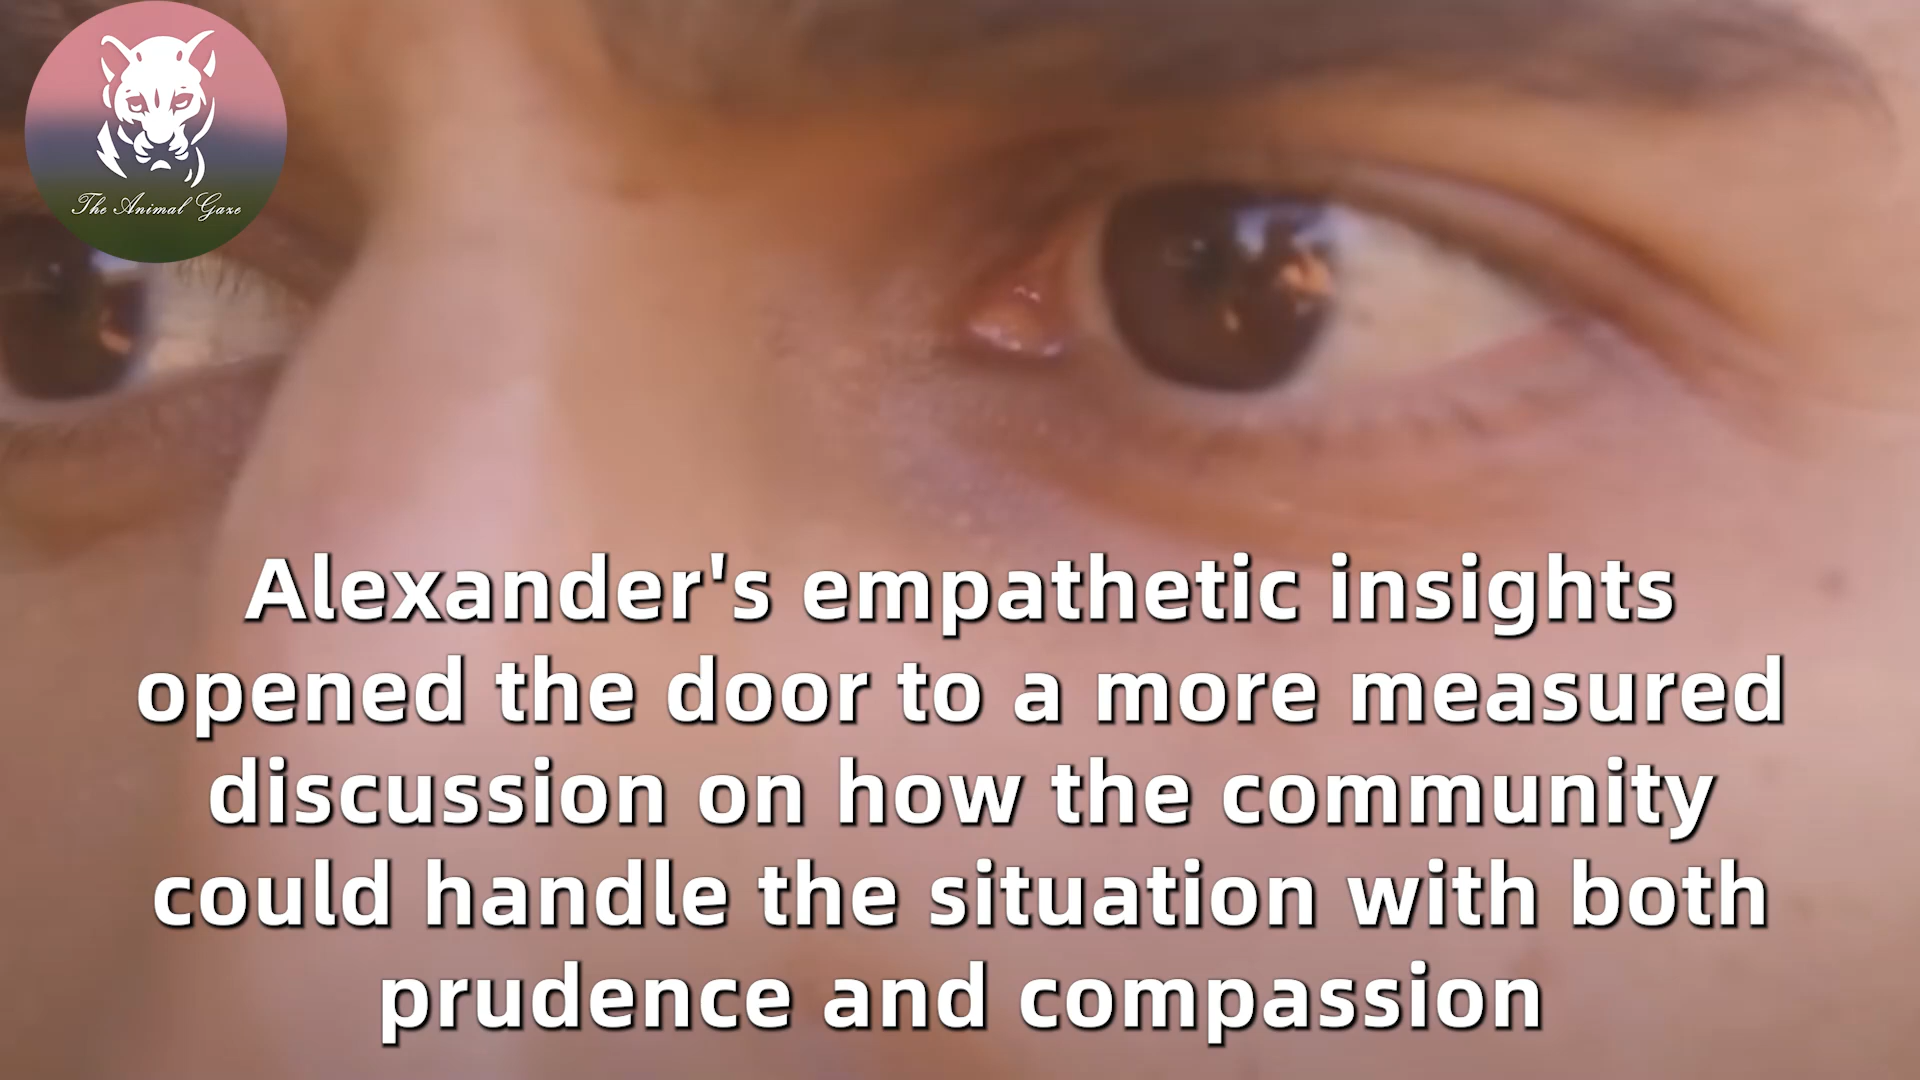 The Animal Gaze
Alexander's empathetic insights
opened the door to a more measured
discussion on how the community
could handle the situation with both
prudence and compassion